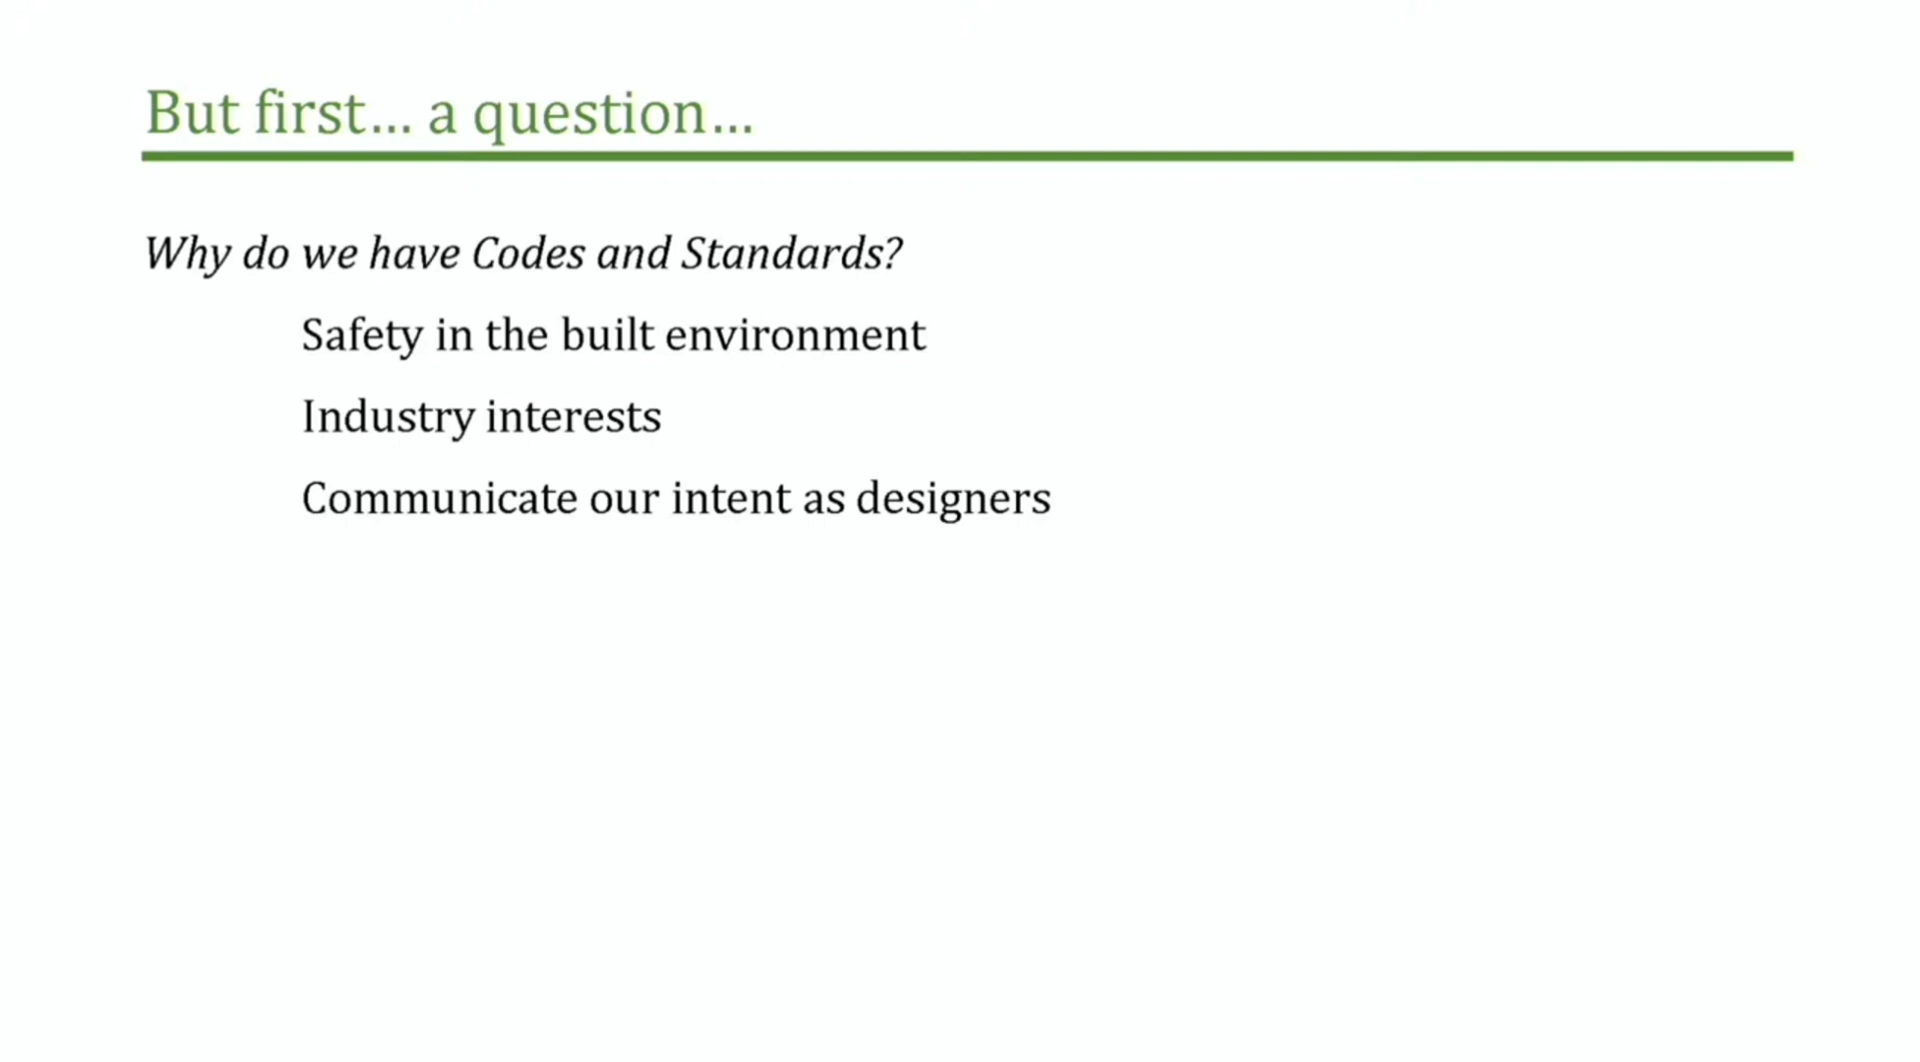 But first… a question…
Why do we have Codes and Standards?
Safety in the built environment
Industry interests
Communicate our intent as designers